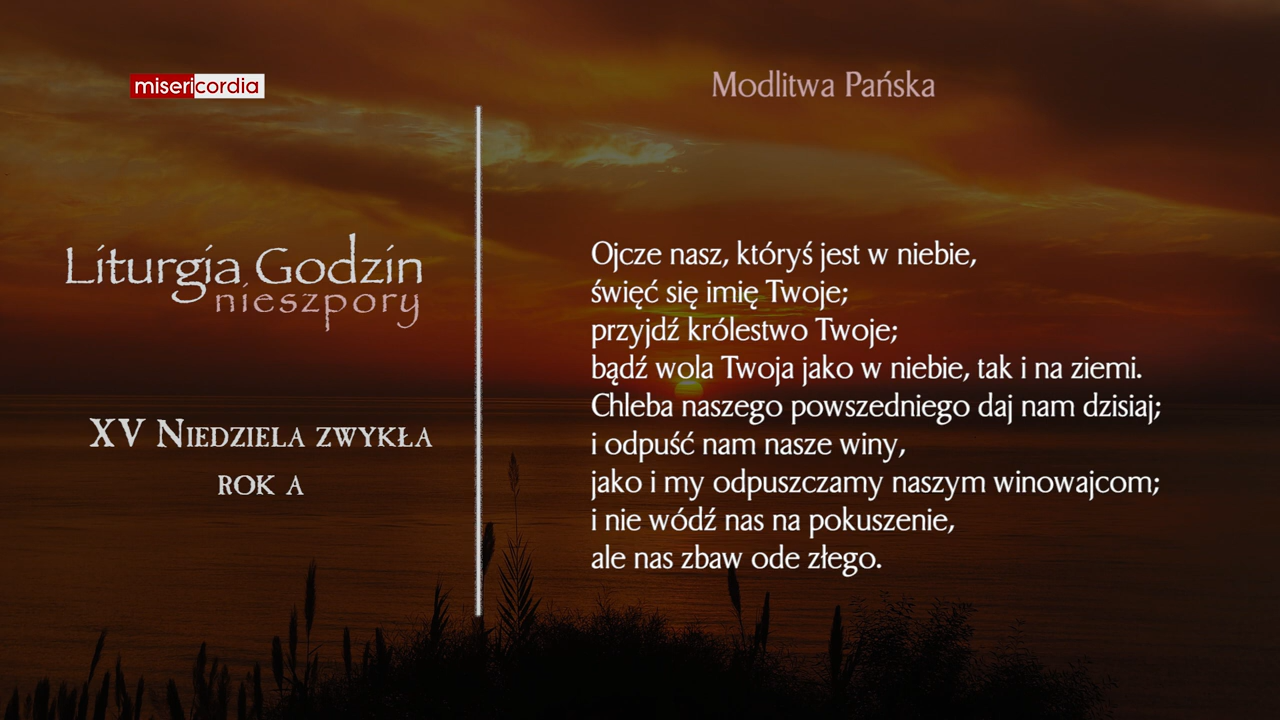 misericordia
Liturgia Godzin
nieszpory
XV Niedziela zwykła
rok A
Modlitwa Pańska
Ojcze nasz, któryś jest w niebie,
święć się imię Twoje;
przyjdź królestwo Twoje;
bądź wola Twoja jako w niebie, tak i na ziemi.
Chleba naszego powszedniego daj nam dzisiaj;
i odpuść nam nasze winy,
jako i my odpuszczamy naszym winowajcom;
i nie wódź nas na pokuszenie,
ale nas zbaw ode złego.